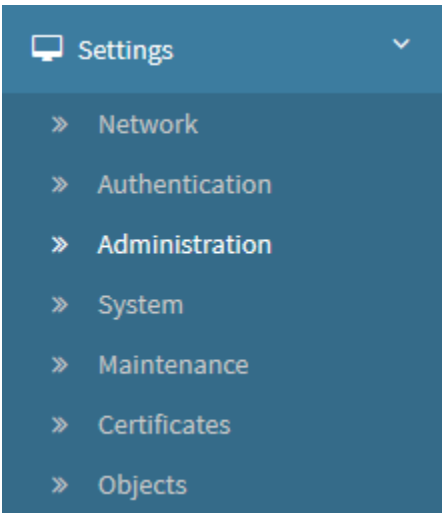 Settings
Network
Authentication
Administration
System
Maintenance
Certificates
Objects